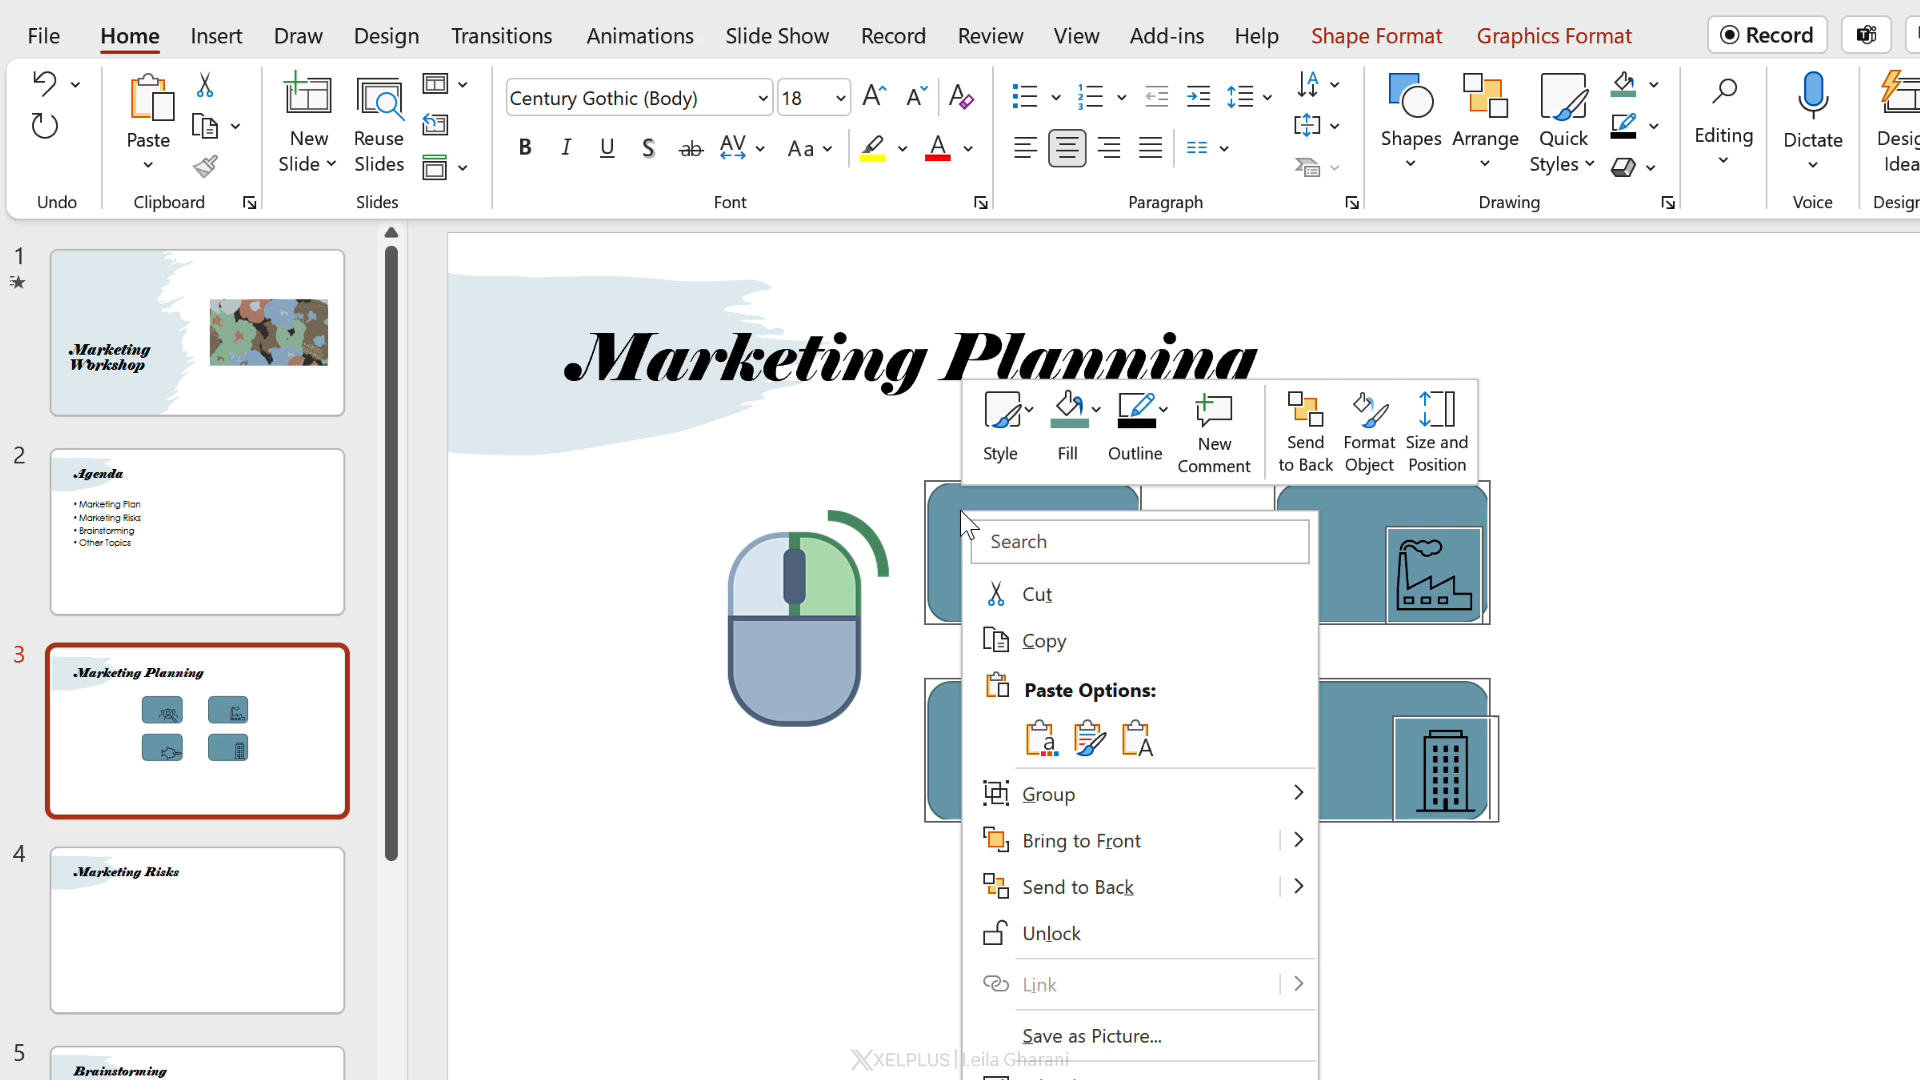 File Home Insert Draw Design Transitions Animations Slide Show Record Review View Add-ins Help Shape Format Graphics Format Record
Century Gothic (Body) 18
Paste
New Slide
Reuse Slides
B I U S ab AV Aa A
Shapes
Arrange
Quick Styles
Editing
Dictate
Undo Clipboard Slides Font Paragraph Drawing Voice
1
Marketing
Workshop
2
Agenda
• Marketing Plan
• Marketing Risks
• Brainstorming
• Other Topics
3
Marketing Planning
4
Marketing Risks
5
Brainstorming
Marketing Planning
Style
Fill
Outline
New Comment
Send to Back
Format Object
Size and Position
Search
Cut
Copy
Paste Options:
Group
Bring to Front
Send to Back
Unlock
Link
Save as Picture...
XELPLUS | Leila Gharani